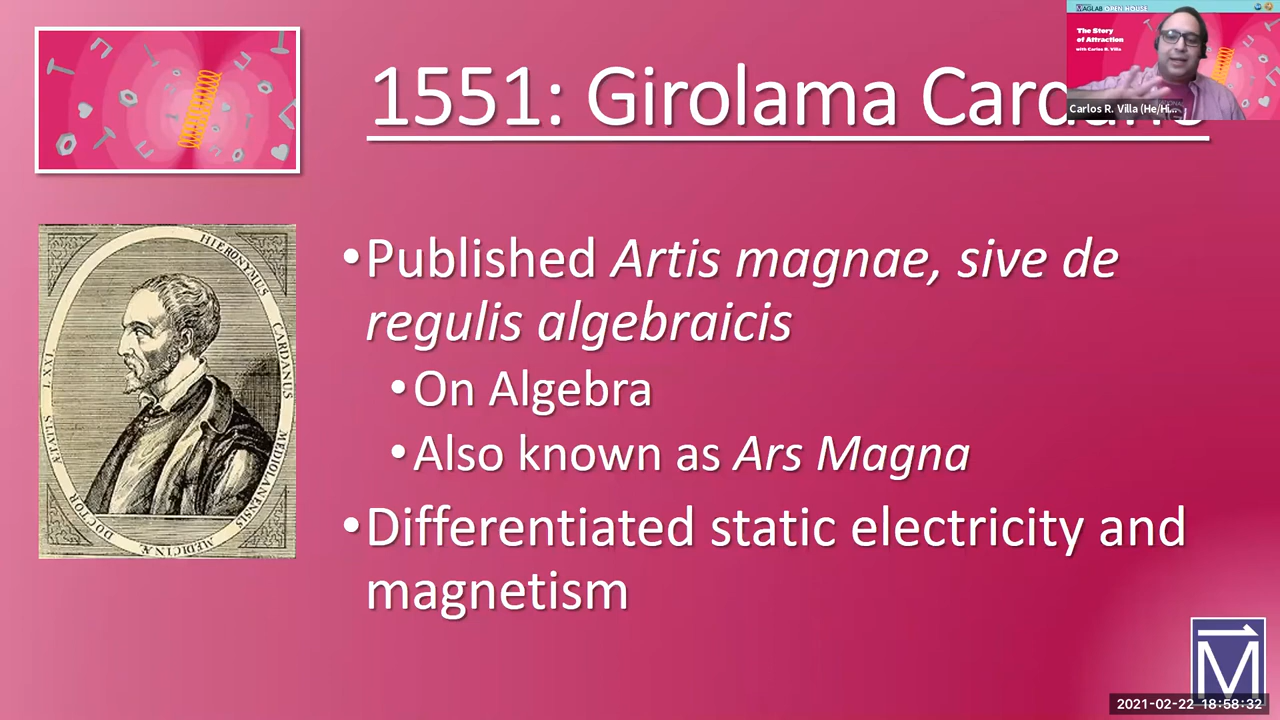 MAGLAB OPEN HOUSE
The Story
of Attraction
with Carlos R. Villa
Carlos R. Villa (He/Hi...
1551: Girolama
HIERONYMUS CARDANUS MEDIOLANENSIS MEDICINÆ DOCTOR ÆTATIS
•Published Artis magnae, sive de
regulis algebraicis
•On Algebra
•Also known as Ars Magna
•Differentiated static electricity and
magnetism
M
2021-02-22 18:58:32